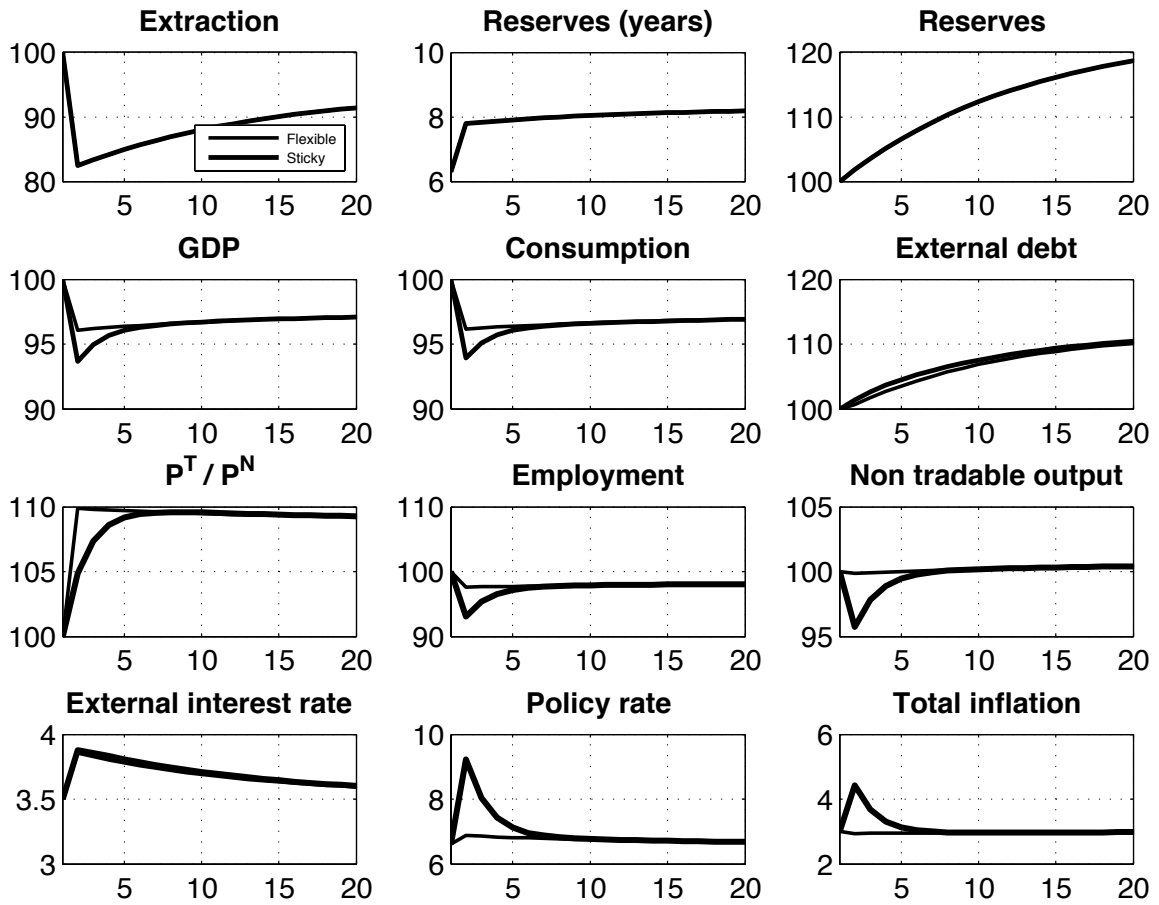 Extraction
100
90
80
5 10 15 20
Flexible
Sticky
Reserves (years)
10
8
6
5 10 15 20
Reserves
120
110
100
5 10 15 20
GDP
100
95
90
5 10 15 20
Consumption
100
95
90
5 10 15 20
External debt
110
100
5 10 15 20
P^T / P^N
110
105
100
5 10 15 20
Employment
100
90
5 10 15 20
Non tradable output
105
100
95
5 10 15 20
External interest rate
4
3.5
3
5 10 15 20
Policy rate
10
8
6
5 10 15 20
Total inflation
6
4
2
5 10 15 20